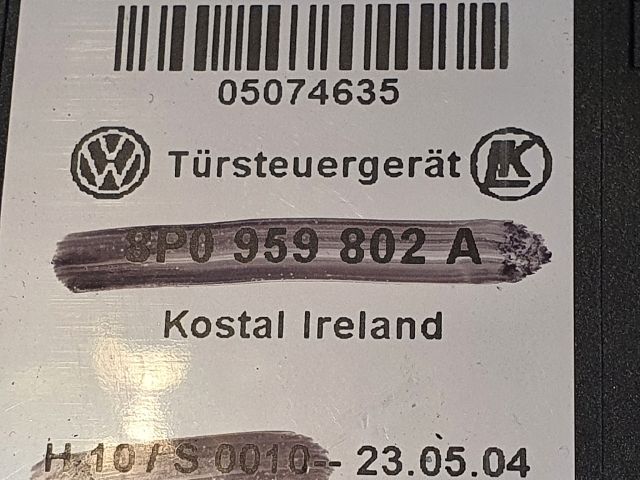 05074635
Türsteuergerät
8P0 959 802 A
Kostal Ireland
H 10 / S 0010-- 23.05.04